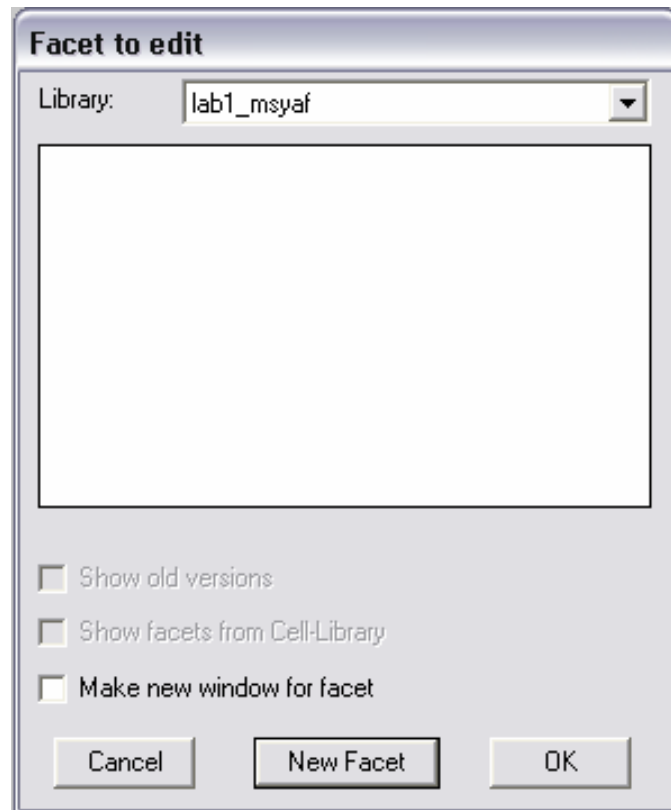 Facet to edit
Library: lab1_msyaf
Show old versions
Show facets from Cell-Library
Make new window for facet
Cancel New Facet OK